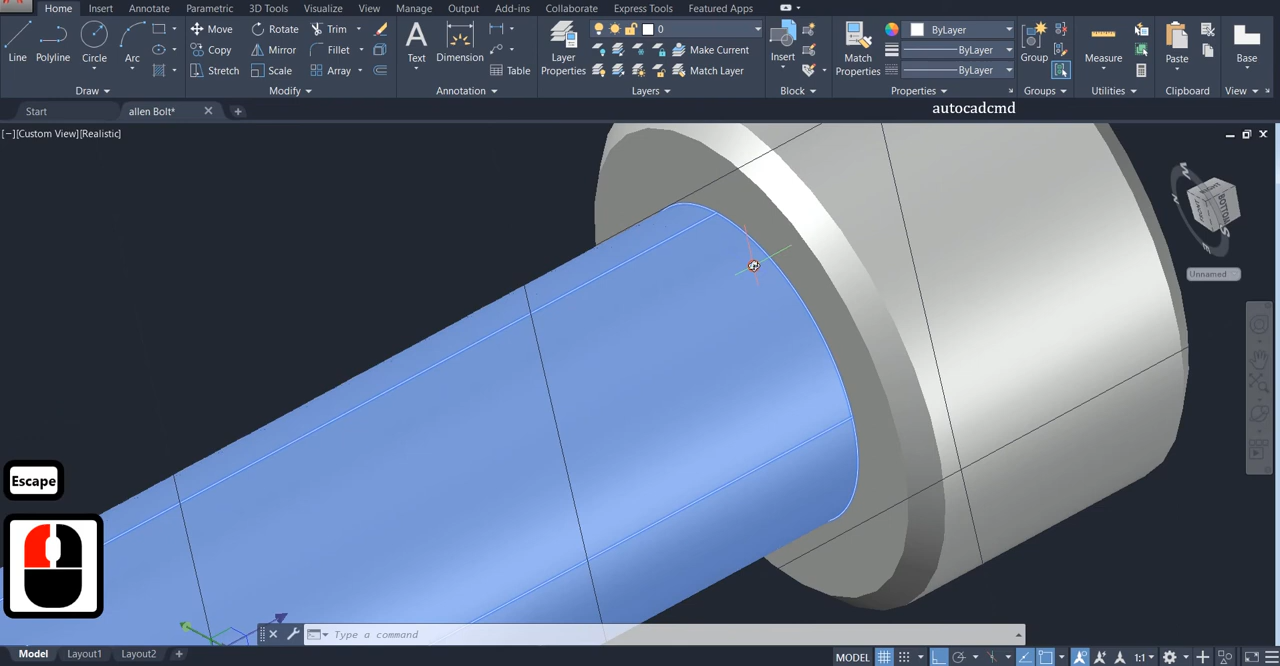 Home Insert Annotate Parametric 3D Tools Visualize View Manage Output Add-ins Collaborate Express Tools Featured Apps
Line Polyline Circle Arc
Move Rotate Trim
Copy Mirror Fillet
Stretch Scale Array
Text Dimension Table
Layer Properties
0
Make Current
Match Layer
Insert
Match Properties
ByLayer
ByLayer
ByLayer
Group
Measure
Paste
Base
Draw Modify Annotation Layers Block Properties Groups Utilities Clipboard View
Start allen Bolt*
autocadcmd
[−][Custom View][Realistic]
BOTTOM
Unnamed
Escape
Type a command
Model Layout1 Layout2
MODEL 1:1